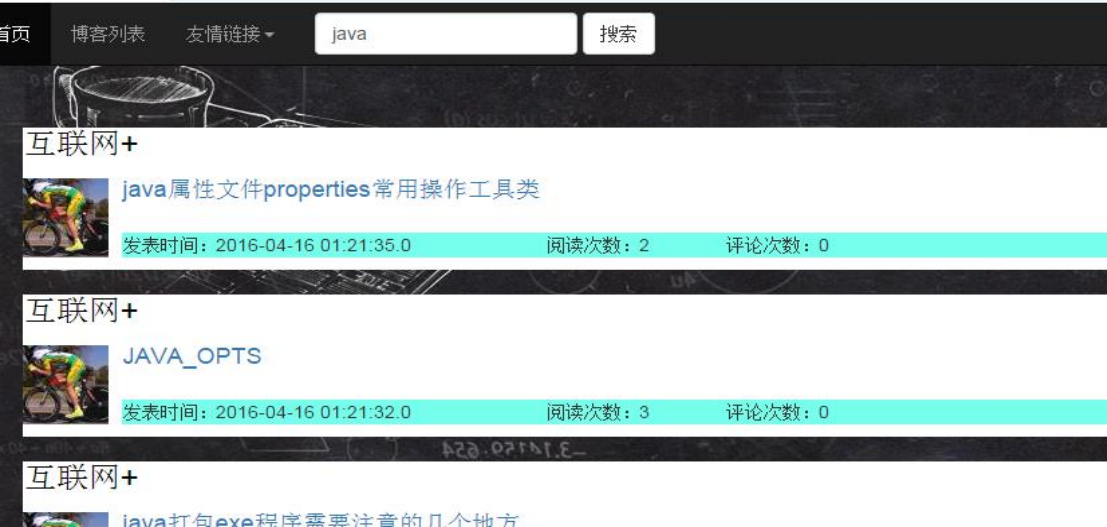 首页 博客列表 友情链接 java 搜索
互联网+
java属性文件properties常用操作工具类
发表时间：2016-04-16 01:21:35.0 阅读次数：2 评论次数：0
互联网+
JAVA_OPTS
发表时间：2016-04-16 01:21:32.0 阅读次数：3 评论次数：0
互联网+
java打包exe程序需要注意的几个地方